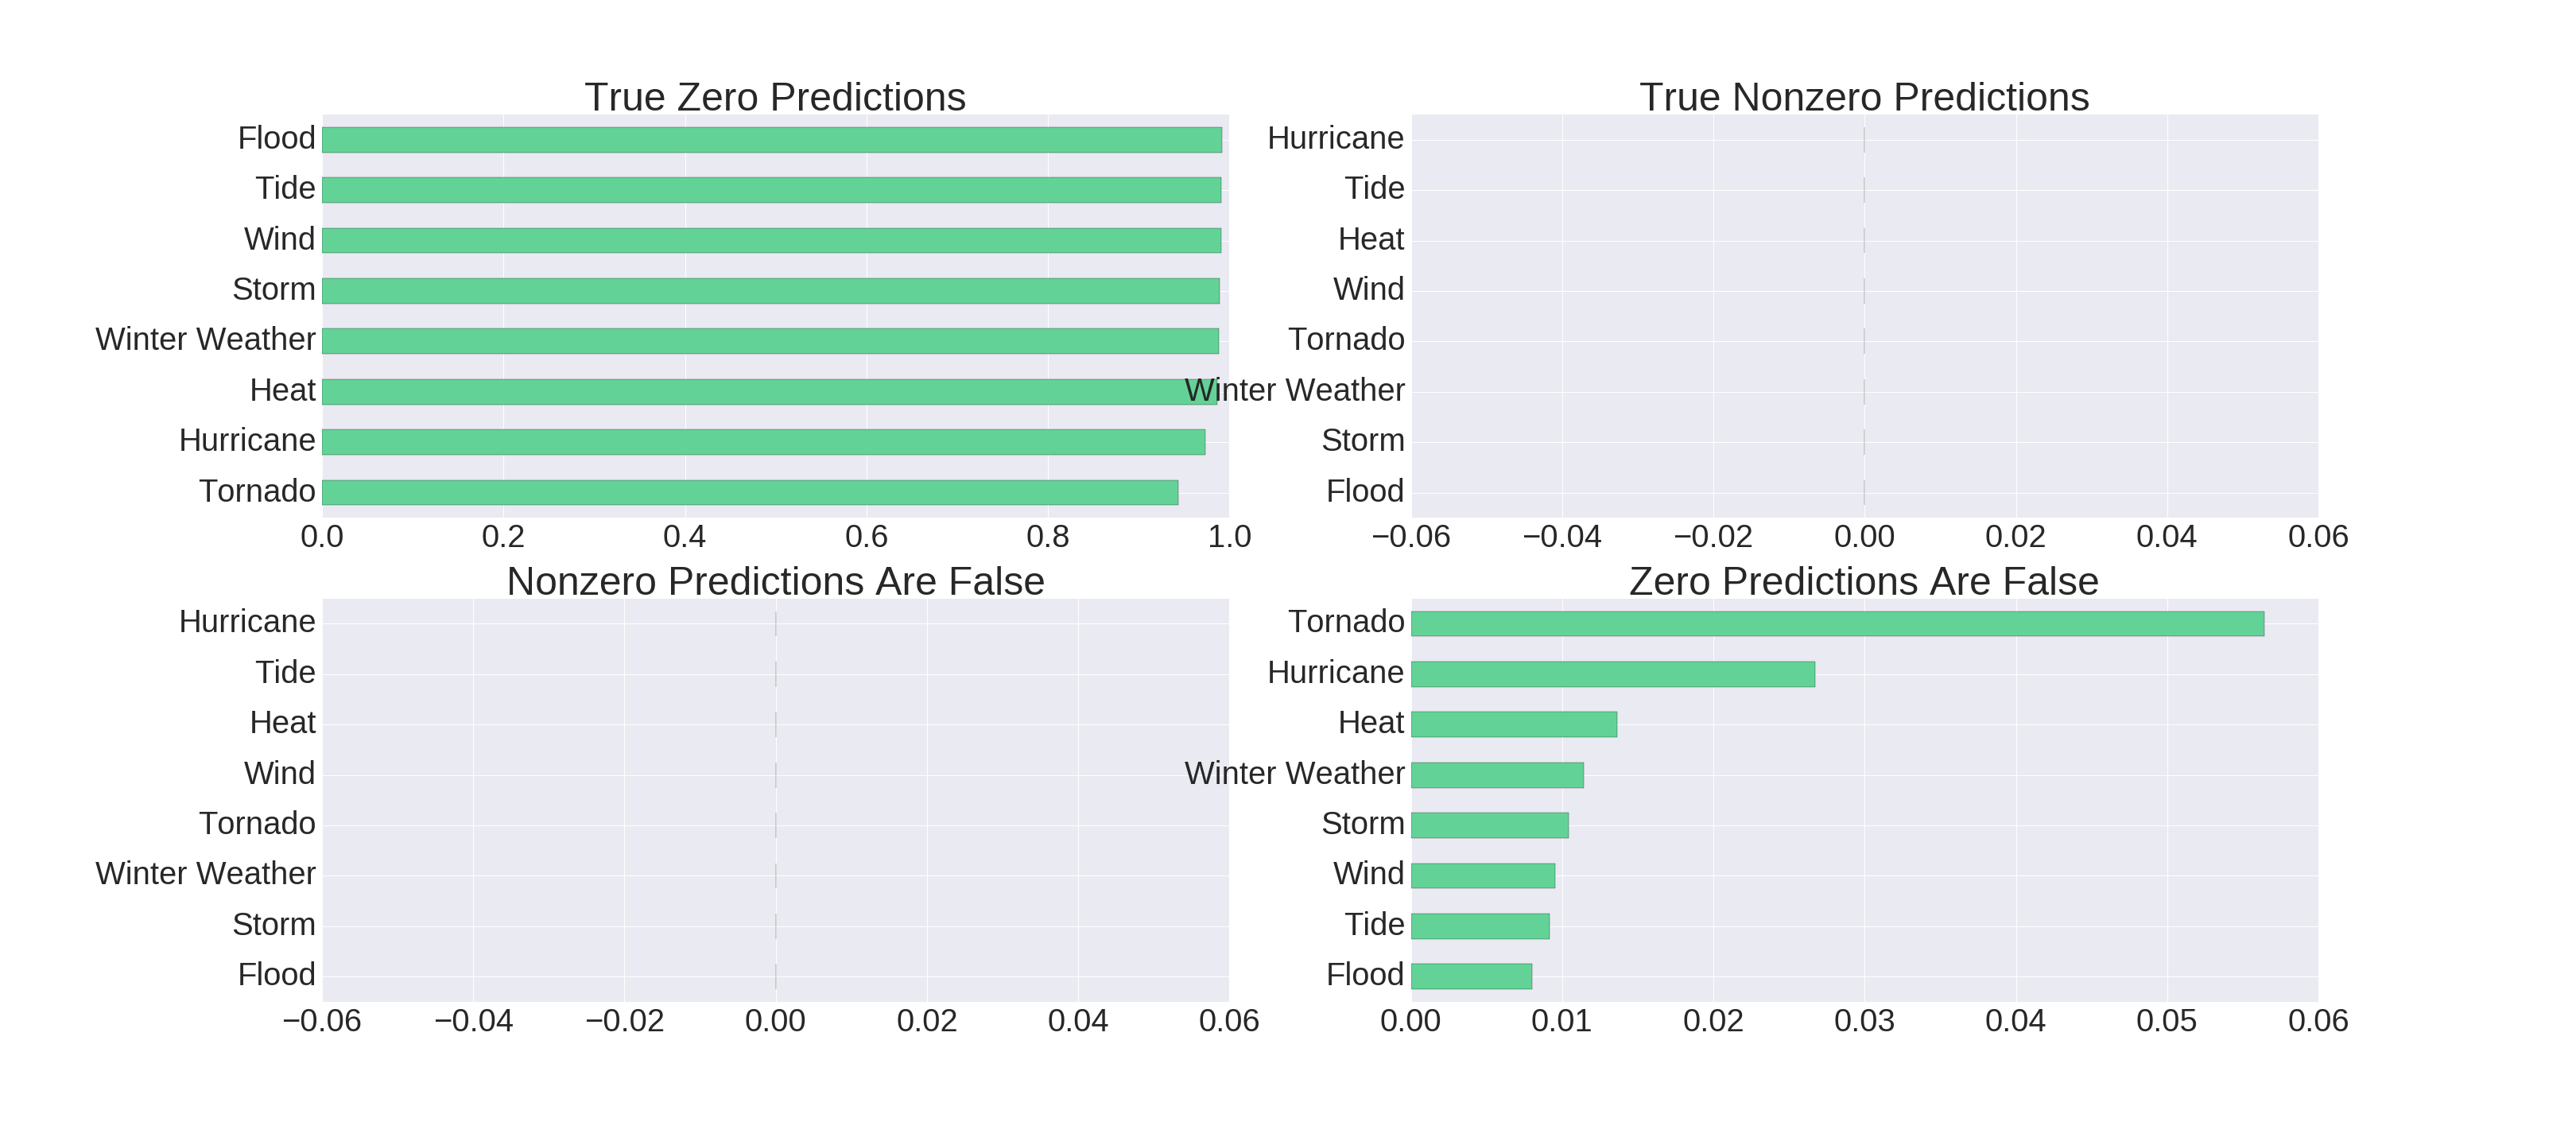 True Zero Predictions
Flood
Tide
Wind
Storm
Winter Weather
Heat
Hurricane
Tornado
0.0 0.2 0.4 0.6 0.8 1.0
True Nonzero Predictions
Hurricane
Tide
Heat
Wind
Tornado
Winter Weather
Storm
Flood
−0.06 −0.04 −0.02 0.00 0.02 0.04 0.06
Nonzero Predictions Are False
Hurricane
Tide
Heat
Wind
Tornado
Winter Weather
Storm
Flood
−0.06 −0.04 −0.02 0.00 0.02 0.04 0.06
Zero Predictions Are False
Tornado
Hurricane
Heat
Winter Weather
Storm
Wind
Tide
Flood
0.00 0.01 0.02 0.03 0.04 0.05 0.06